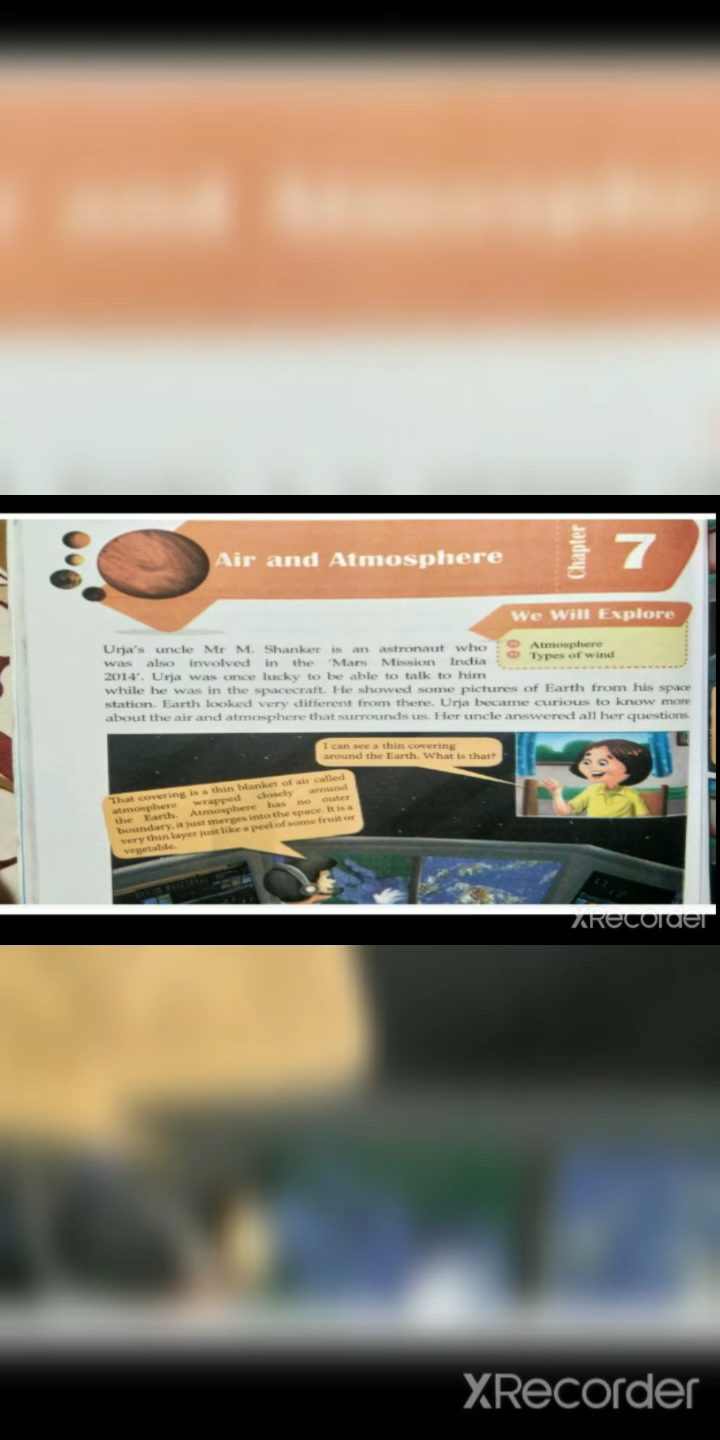 Air and Atmosphere
Chapter 7
We Will Explore
Atmosphere
Types of wind
Urja's uncle Mr M. Shanker is an astronaut who
was also involved in the 'Mars Mission India
2014'. Urja was once lucky to be able to talk to him
while he was in the spacecraft. He showed some pictures of Earth from his space
station. Earth looked very different from there. Urja became curious to know more
about the air and atmosphere that surrounds us. Her uncle answered all her questions.
I can see a thin covering
around the Earth. What is that?
That covering is a thin blanket of air called
atmosphere wrapped closely around
the Earth. Atmosphere has no outer
boundary, it just merges into the space. It is a
very thin layer just like a peel of some fruit or
vegetable.
XRecorder
XRecorder